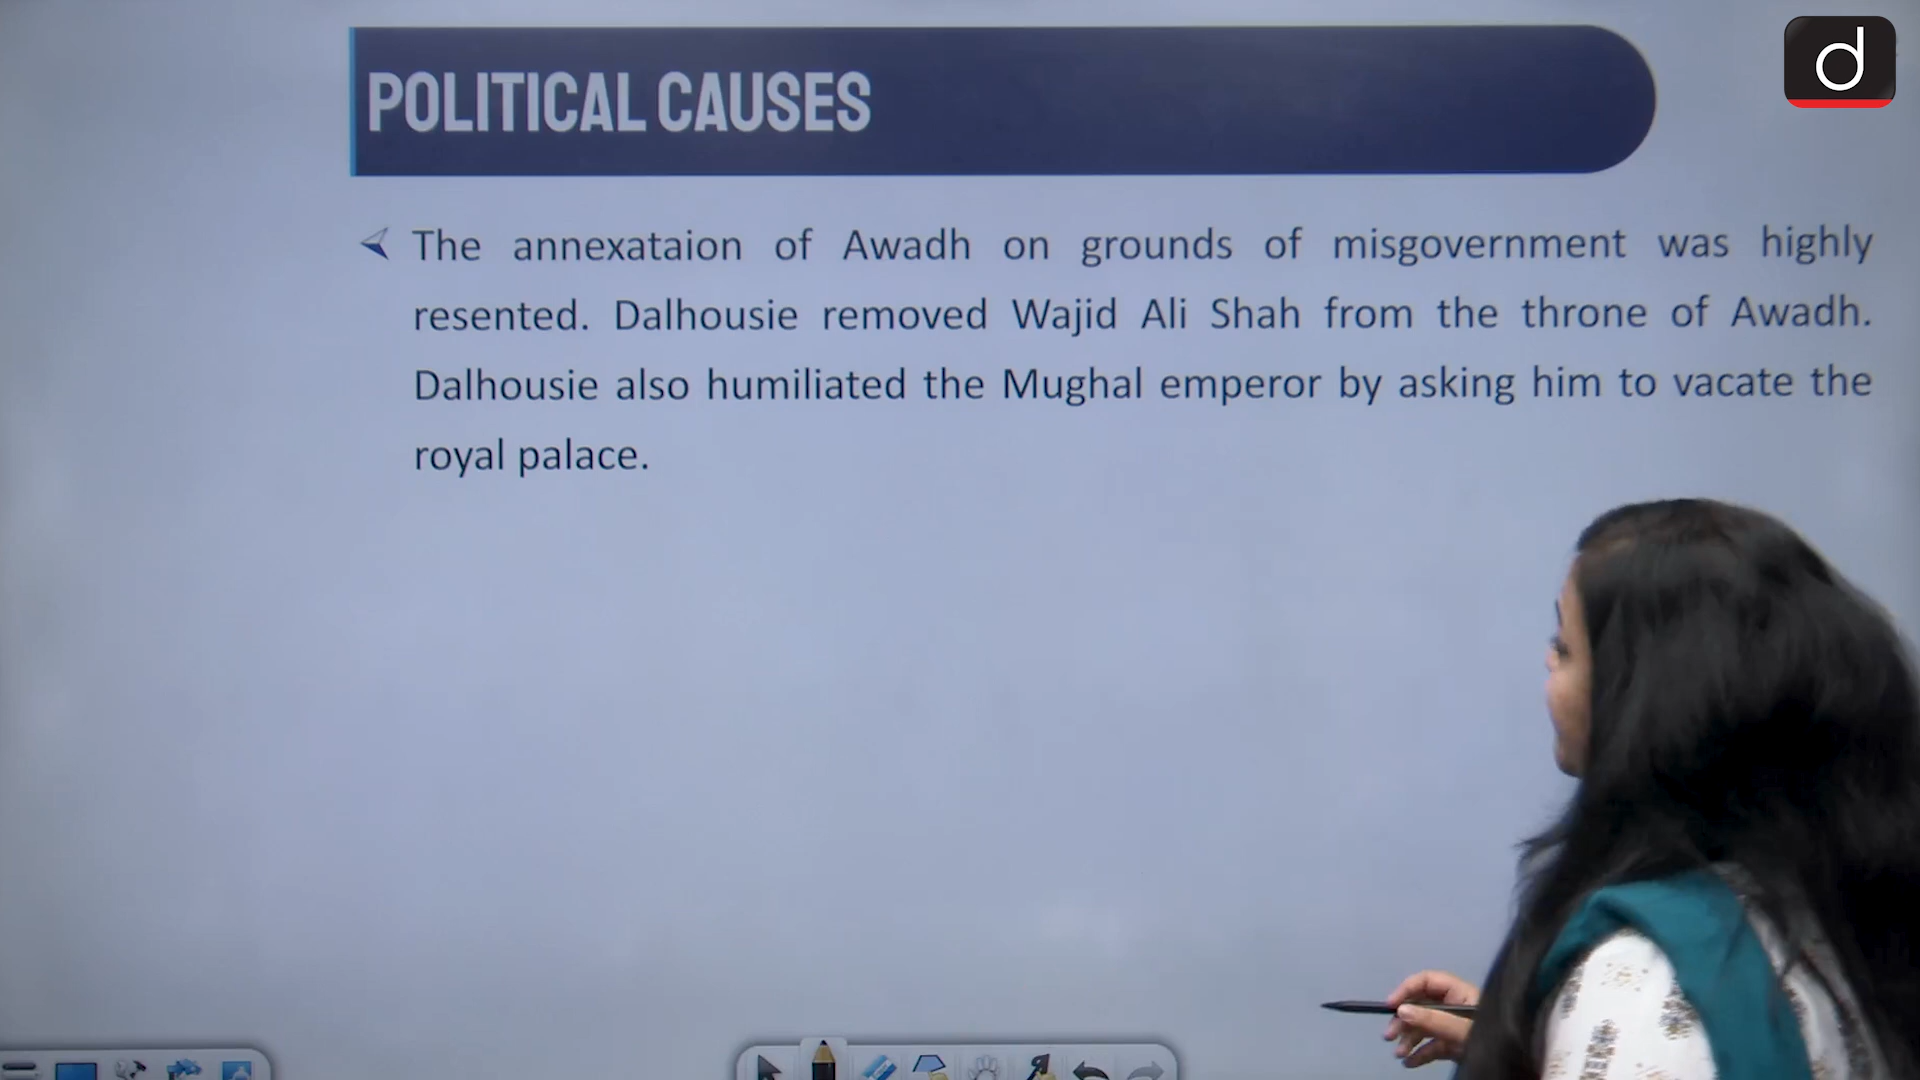 POLITICAL CAUSES
d
The annexataion of Awadh on grounds of misgovernment was highly
resented. Dalhousie removed Wajid Ali Shah from the throne of Awadh.
Dalhousie also humiliated the Mughal emperor by asking him to vacate the
royal palace.